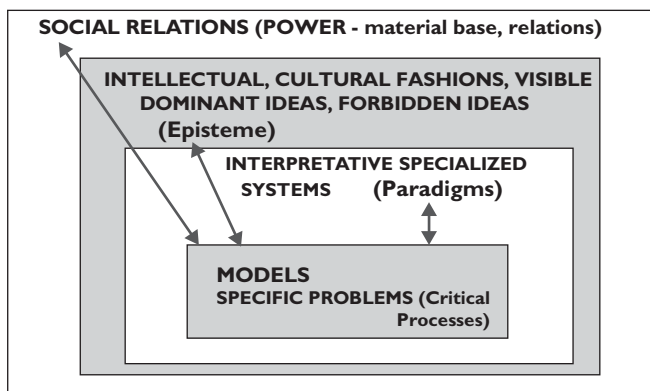 SOCIAL RELATIONS (POWER - material base, relations)
INTELLECTUAL, CULTURAL FASHIONS, VISIBLE
DOMINANT IDEAS, FORBIDDEN IDEAS
(Episteme)
INTERPRETATIVE SPECIALIZED
SYSTEMS (Paradigms)
MODELS
SPECIFIC PROBLEMS (Critical
Processes)